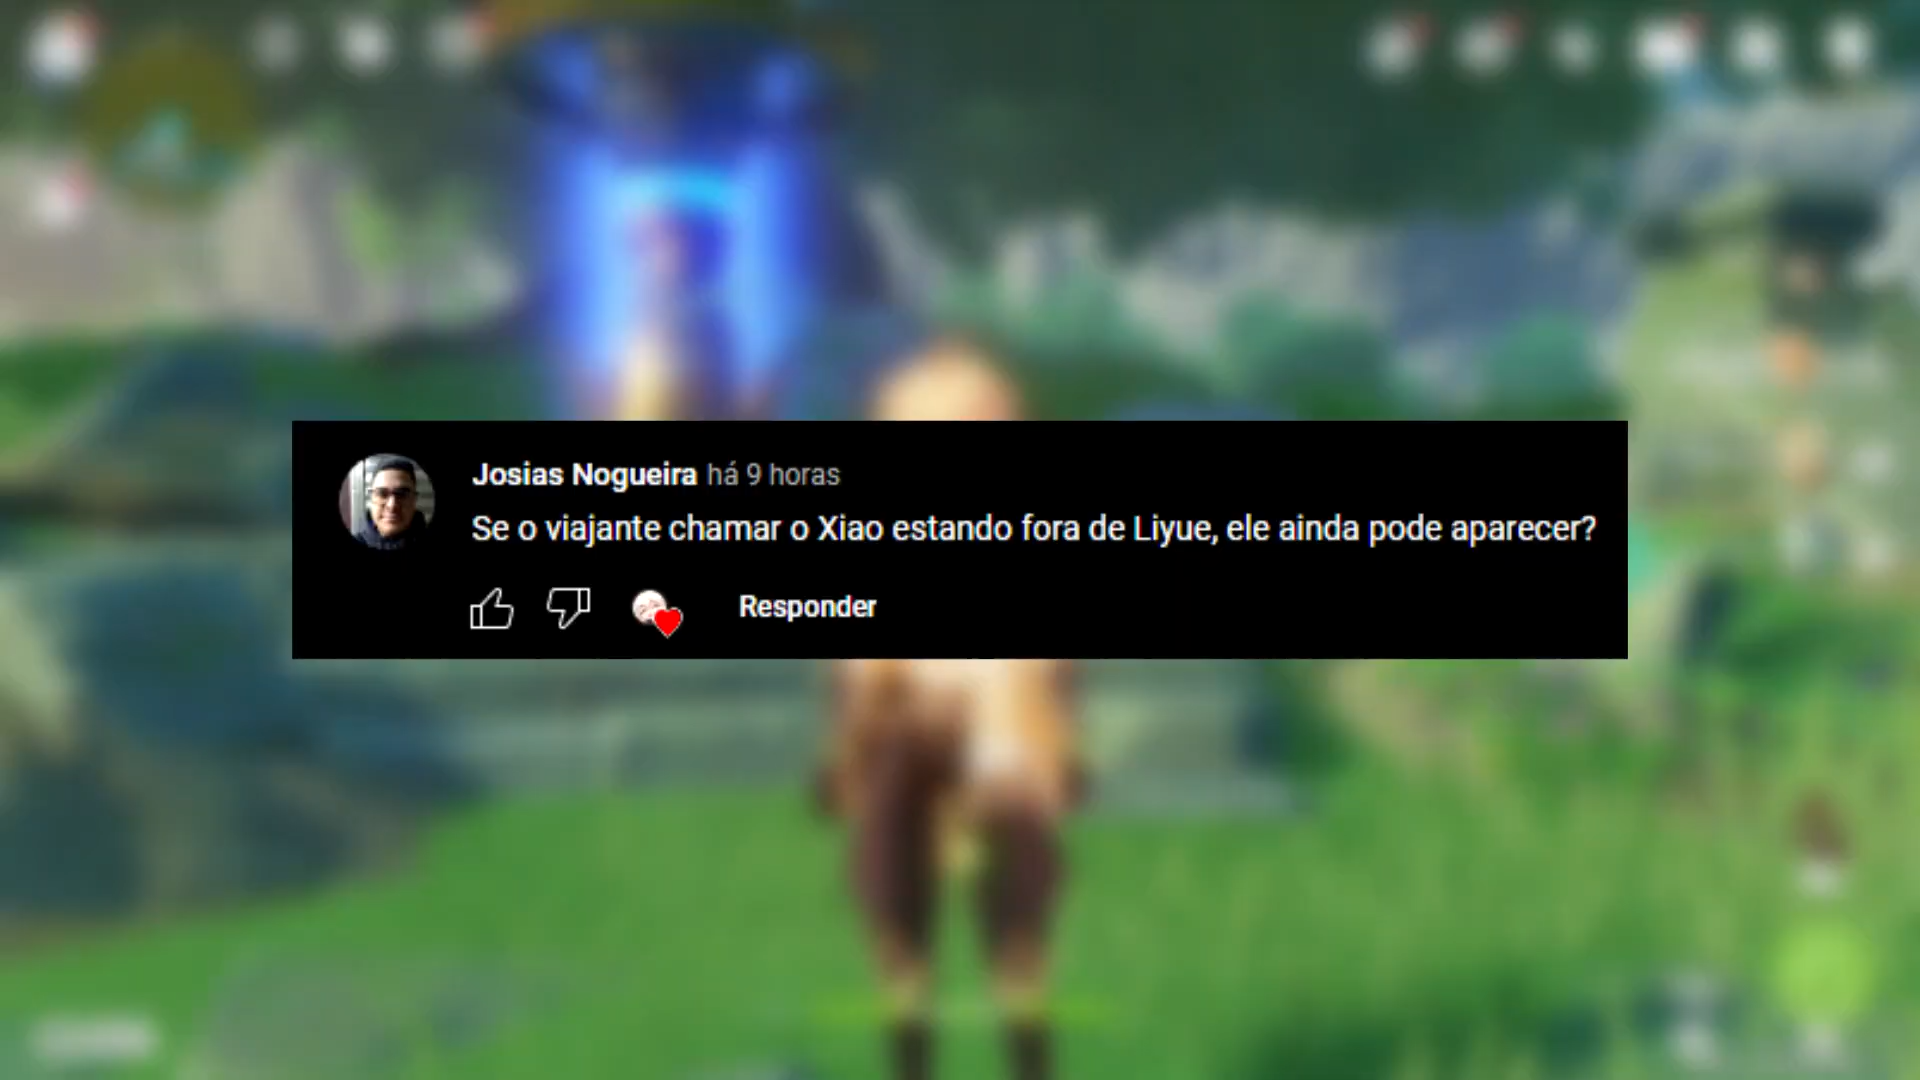 Josias Nogueira há 9 horas
Se o viajante chamar o Xiao estando fora de Liyue, ele ainda pode aparecer?
Responder